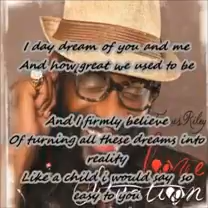 I day dream of you and me
And how great we used to be
And I firmly believe
Of turning all these dreams into
reality
Like a child i would say so
easy to you